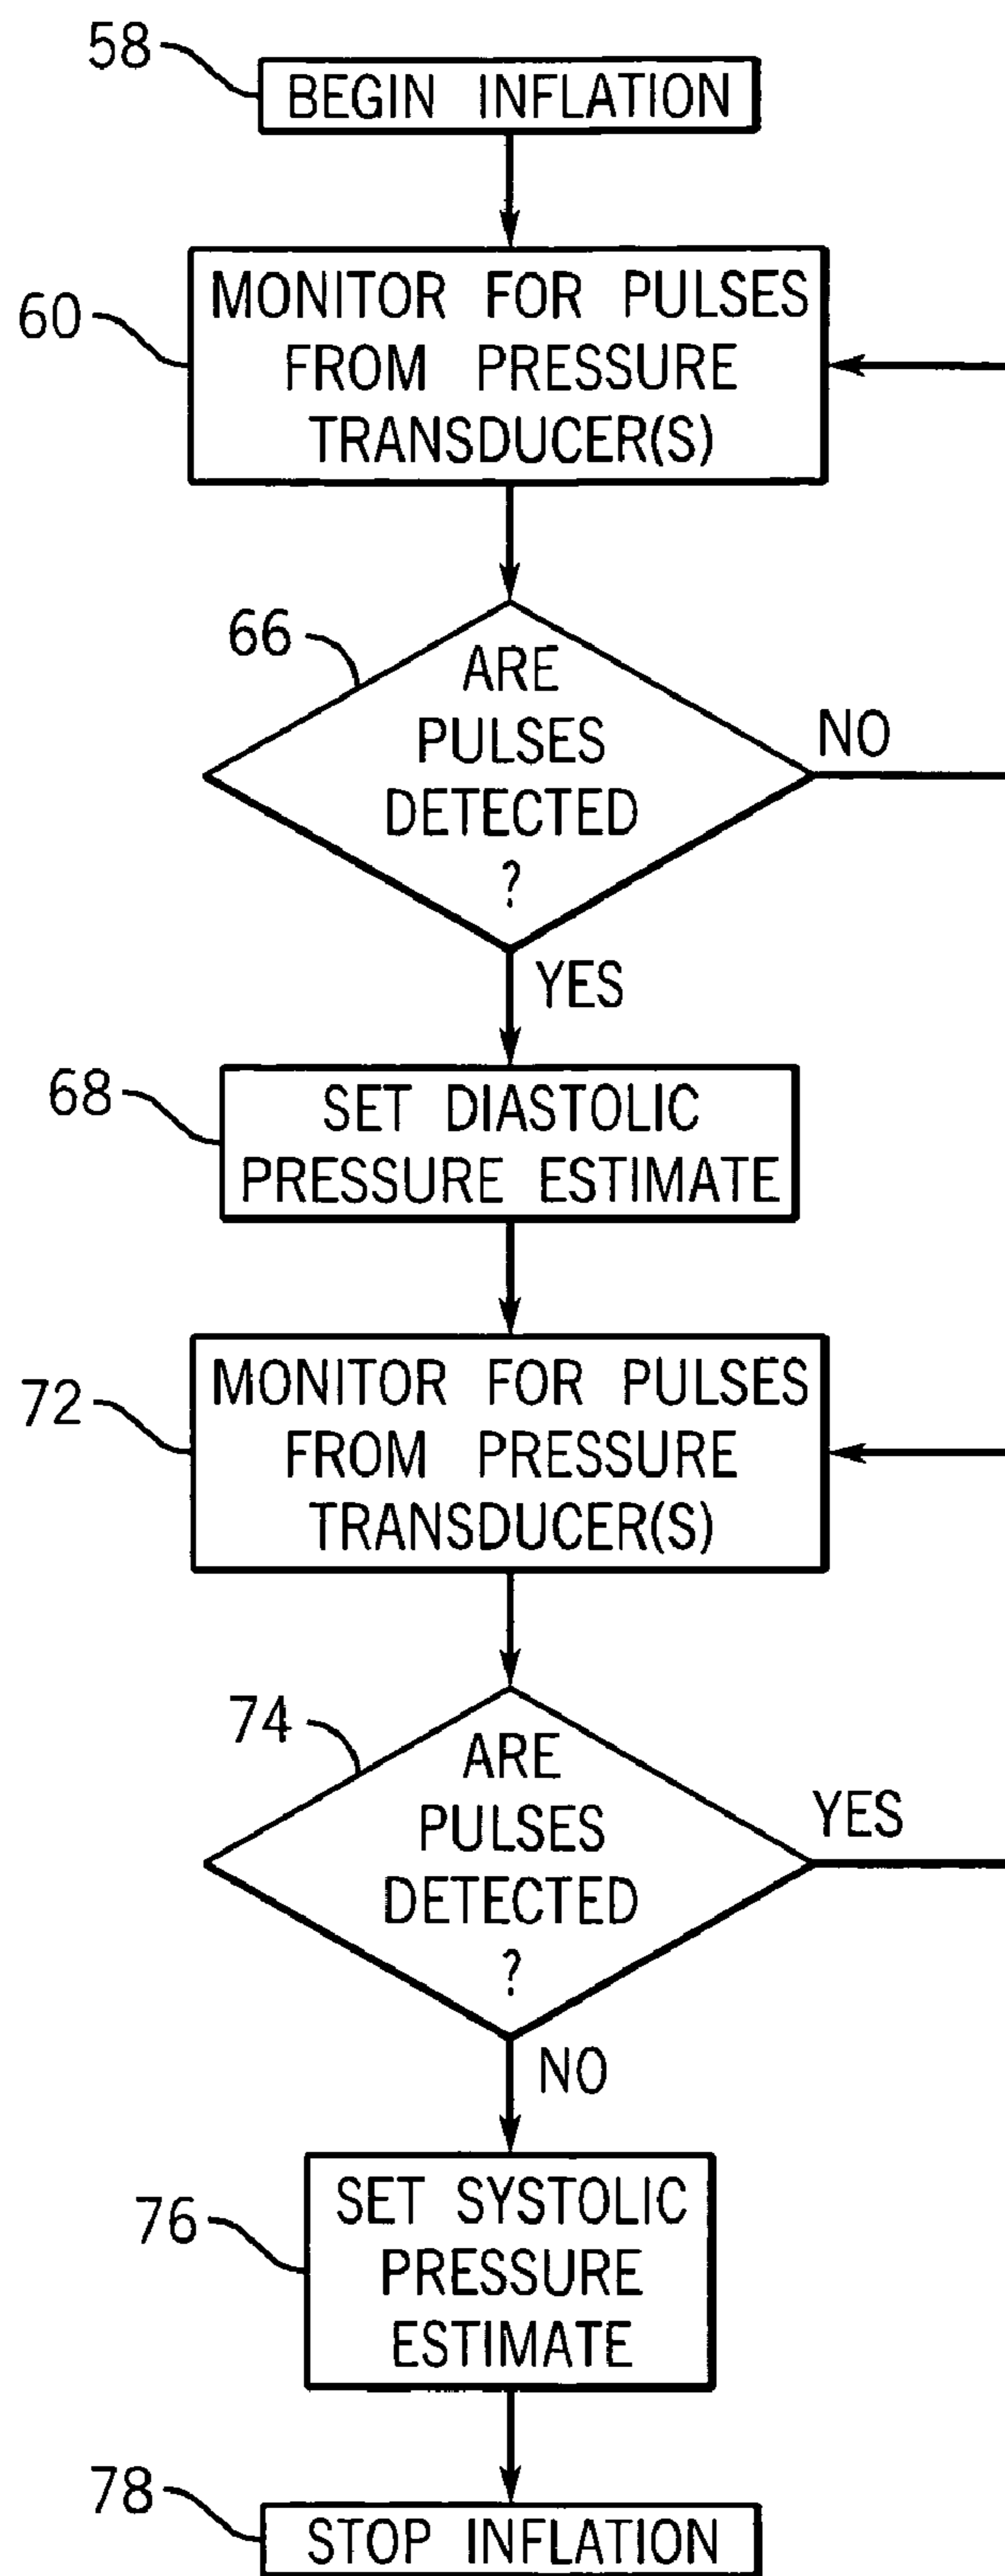 58
BEGIN INFLATION
60
MONITOR FOR PULSES
FROM PRESSURE
TRANSDUCER(S)
66
ARE
PULSES
DETECTED
?
NO
YES
68
SET DIASTOLIC
PRESSURE ESTIMATE
72
MONITOR FOR PULSES
FROM PRESSURE
TRANSDUCER(S)
74
ARE
PULSES
DETECTED
?
YES
NO
76
SET SYSTOLIC
PRESSURE
ESTIMATE
78
STOP INFLATION